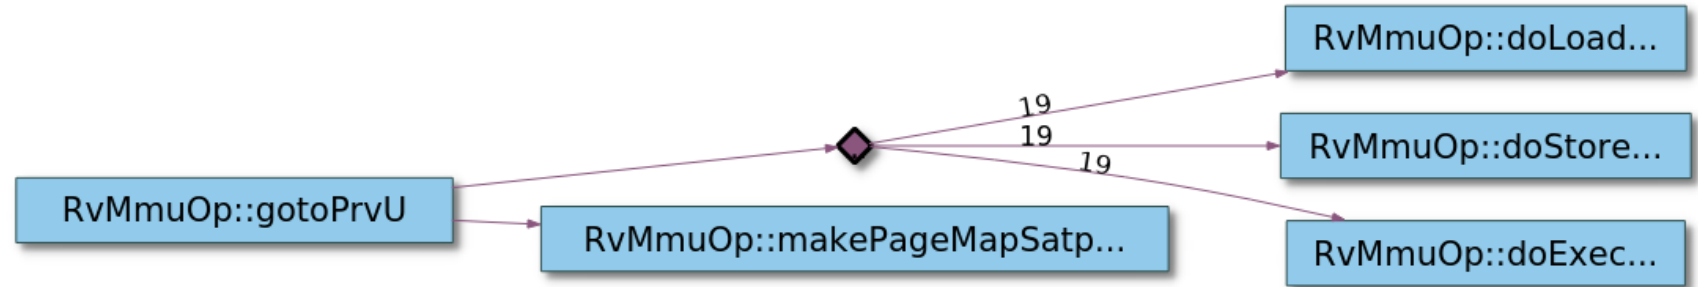 RvMmuOp::doLoad...
19
19
RvMmuOp::doStore...
19
RvMmuOp::gotoPrvU
RvMmuOp::makePageMapSatp...
RvMmuOp::doExec...